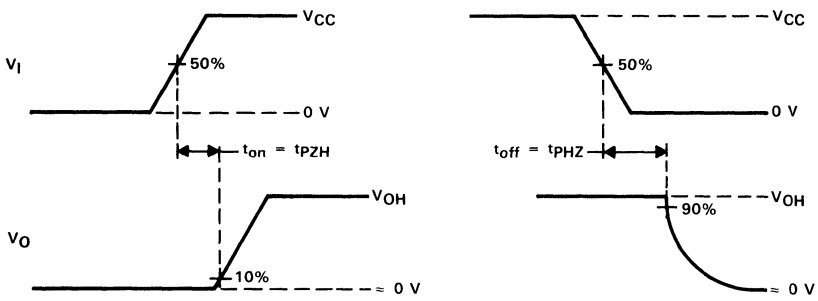 VCC
VCC
VI
50%
50%
0 V
0 V
ton = tPZH
toff = tPHZ
VOH
VOH
90%
VO
10%
≈ 0 V
≈ 0 V